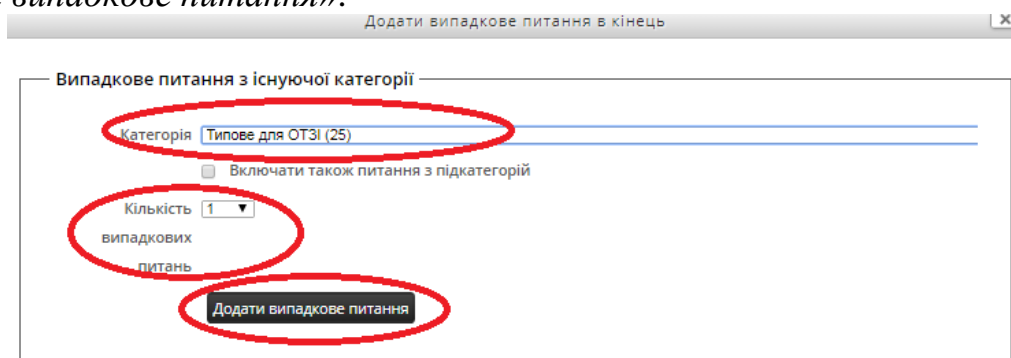 випадкове питання».
Додати випадкове питання в кінець
Випадкове питання з існуючої категорії
Категорія Типове для ОТЗІ (25)
Включати також питання з підкатегорій
Кількість 1
випадкових
питань
Додати випадкове питання